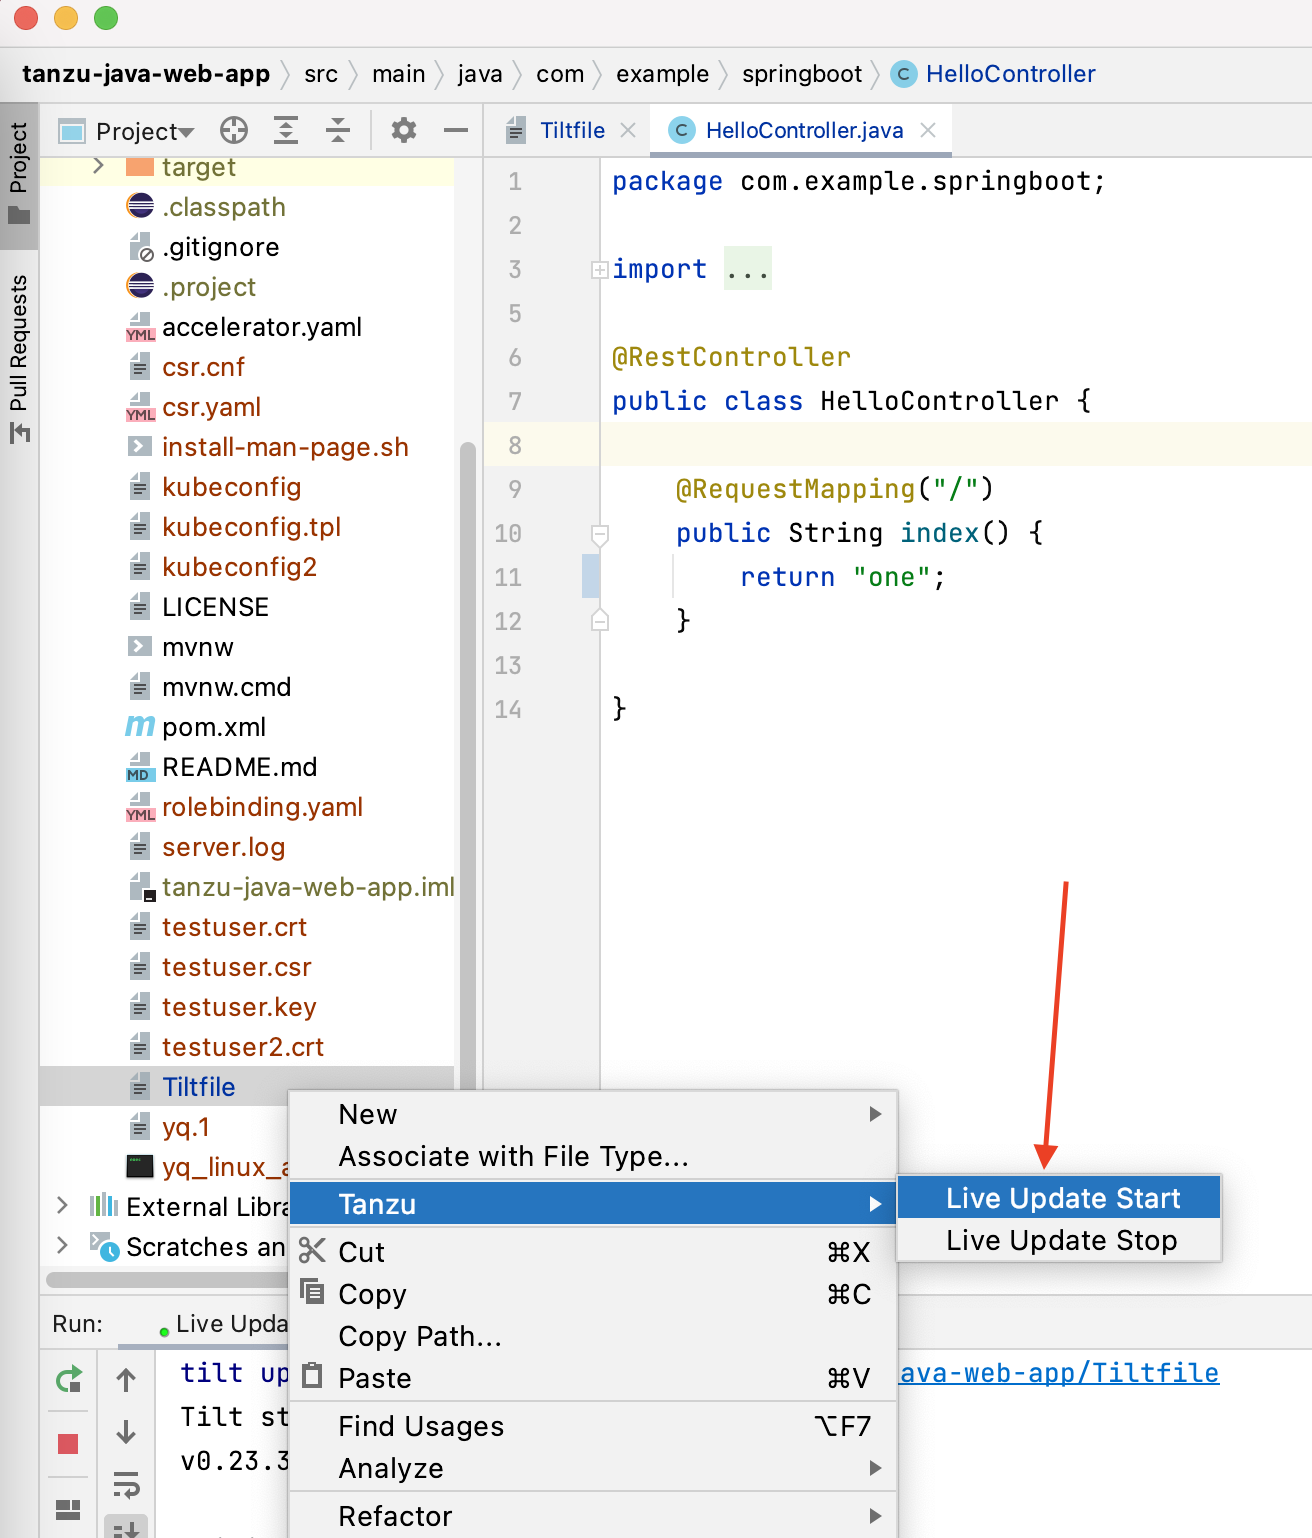 tanzu-java-web-app src main java com example springboot C HelloController
Project
Pull Requests
Project
target
.classpath
.gitignore
.project
YML accelerator.yaml
csr.cnf
YML csr.yaml
install-man-page.sh
kubeconfig
kubeconfig.tpl
kubeconfig2
LICENSE
mvnw
mvnw.cmd
m pom.xml
MD README.md
YML rolebinding.yaml
server.log
tanzu-java-web-app.iml
testuser.crt
testuser.csr
testuser.key
testuser2.crt
Tiltfile
yq.1
yq_linux_a
External Libra
Scratches an
Tiltfile
C HelloController.java
1 package com.example.springboot;
2
3 import ...
5
6 @RestController
7 public class HelloController {
8
9 @RequestMapping("/")
10 public String index() {
11 return "one";
12 }
13
14 }
New
Associate with File Type...
Tanzu
Cut ⌘X
Copy ⌘C
Copy Path...
Paste ⌘V
Find Usages ⌥F7
Analyze
Refactor
Live Update Start
Live Update Stop
Run: Live Upda
tilt up ava-web-app/Tiltfile
Tilt st
v0.23.3